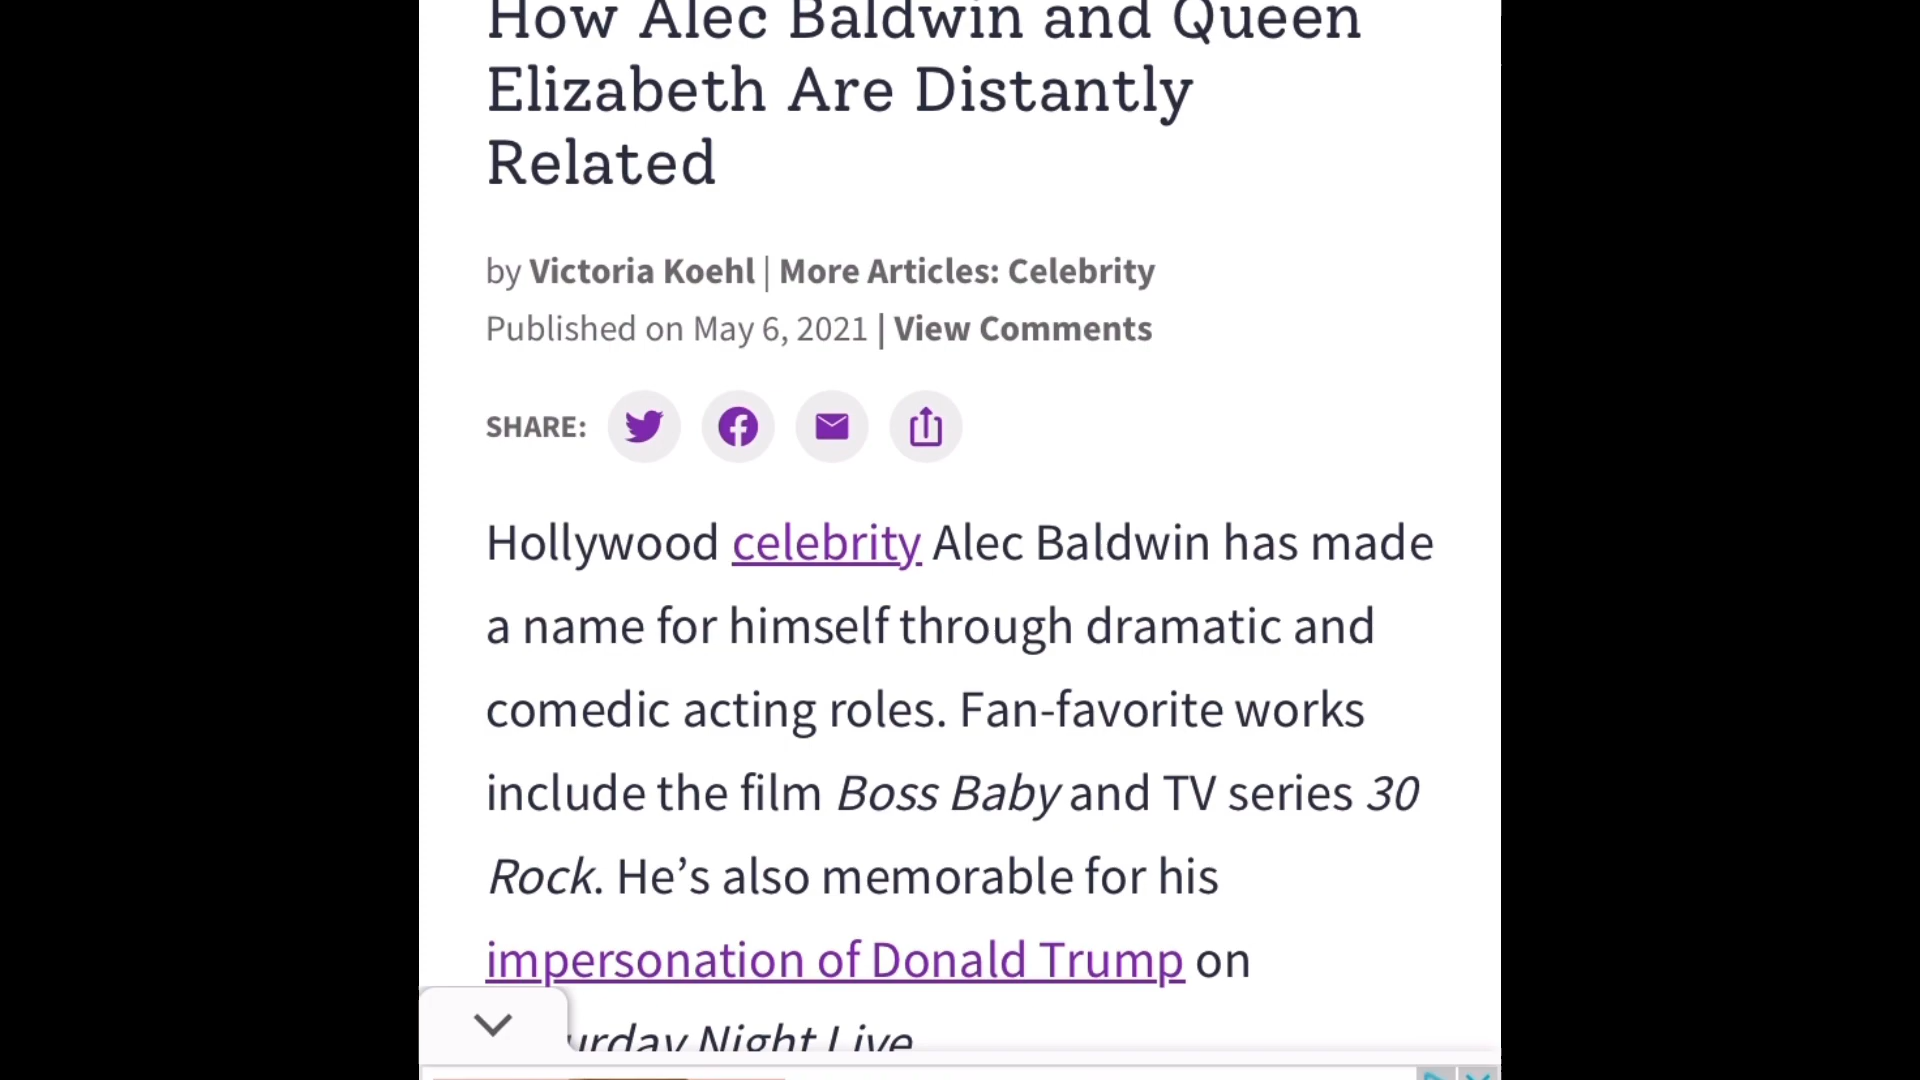 How Alec Baldwin and Queen
Elizabeth Are Distantly
Related
by Victoria Koehl | More Articles: Celebrity
Published on May 6, 2021 | View Comments
SHARE:
Hollywood celebrity Alec Baldwin has made
a name for himself through dramatic and
comedic acting roles. Fan-favorite works
include the film Boss Baby and TV series 30
Rock. He’s also memorable for his
impersonation of Donald Trump on
urday Night Live